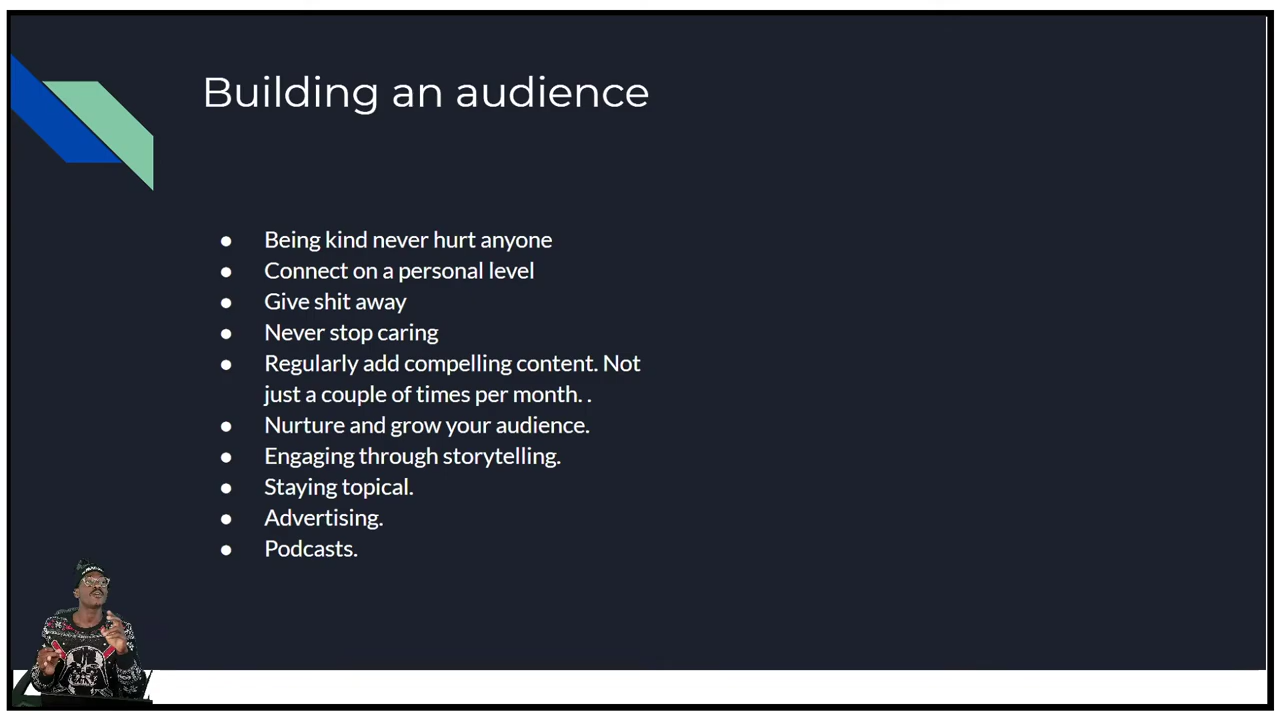 Building an audience
● Being kind never hurt anyone
● Connect on a personal level
● Give shit away
● Never stop caring
● Regularly add compelling content. Not
just a couple of times per month. .
● Nurture and grow your audience.
● Engaging through storytelling.
● Staying topical.
● Advertising.
● Podcasts.